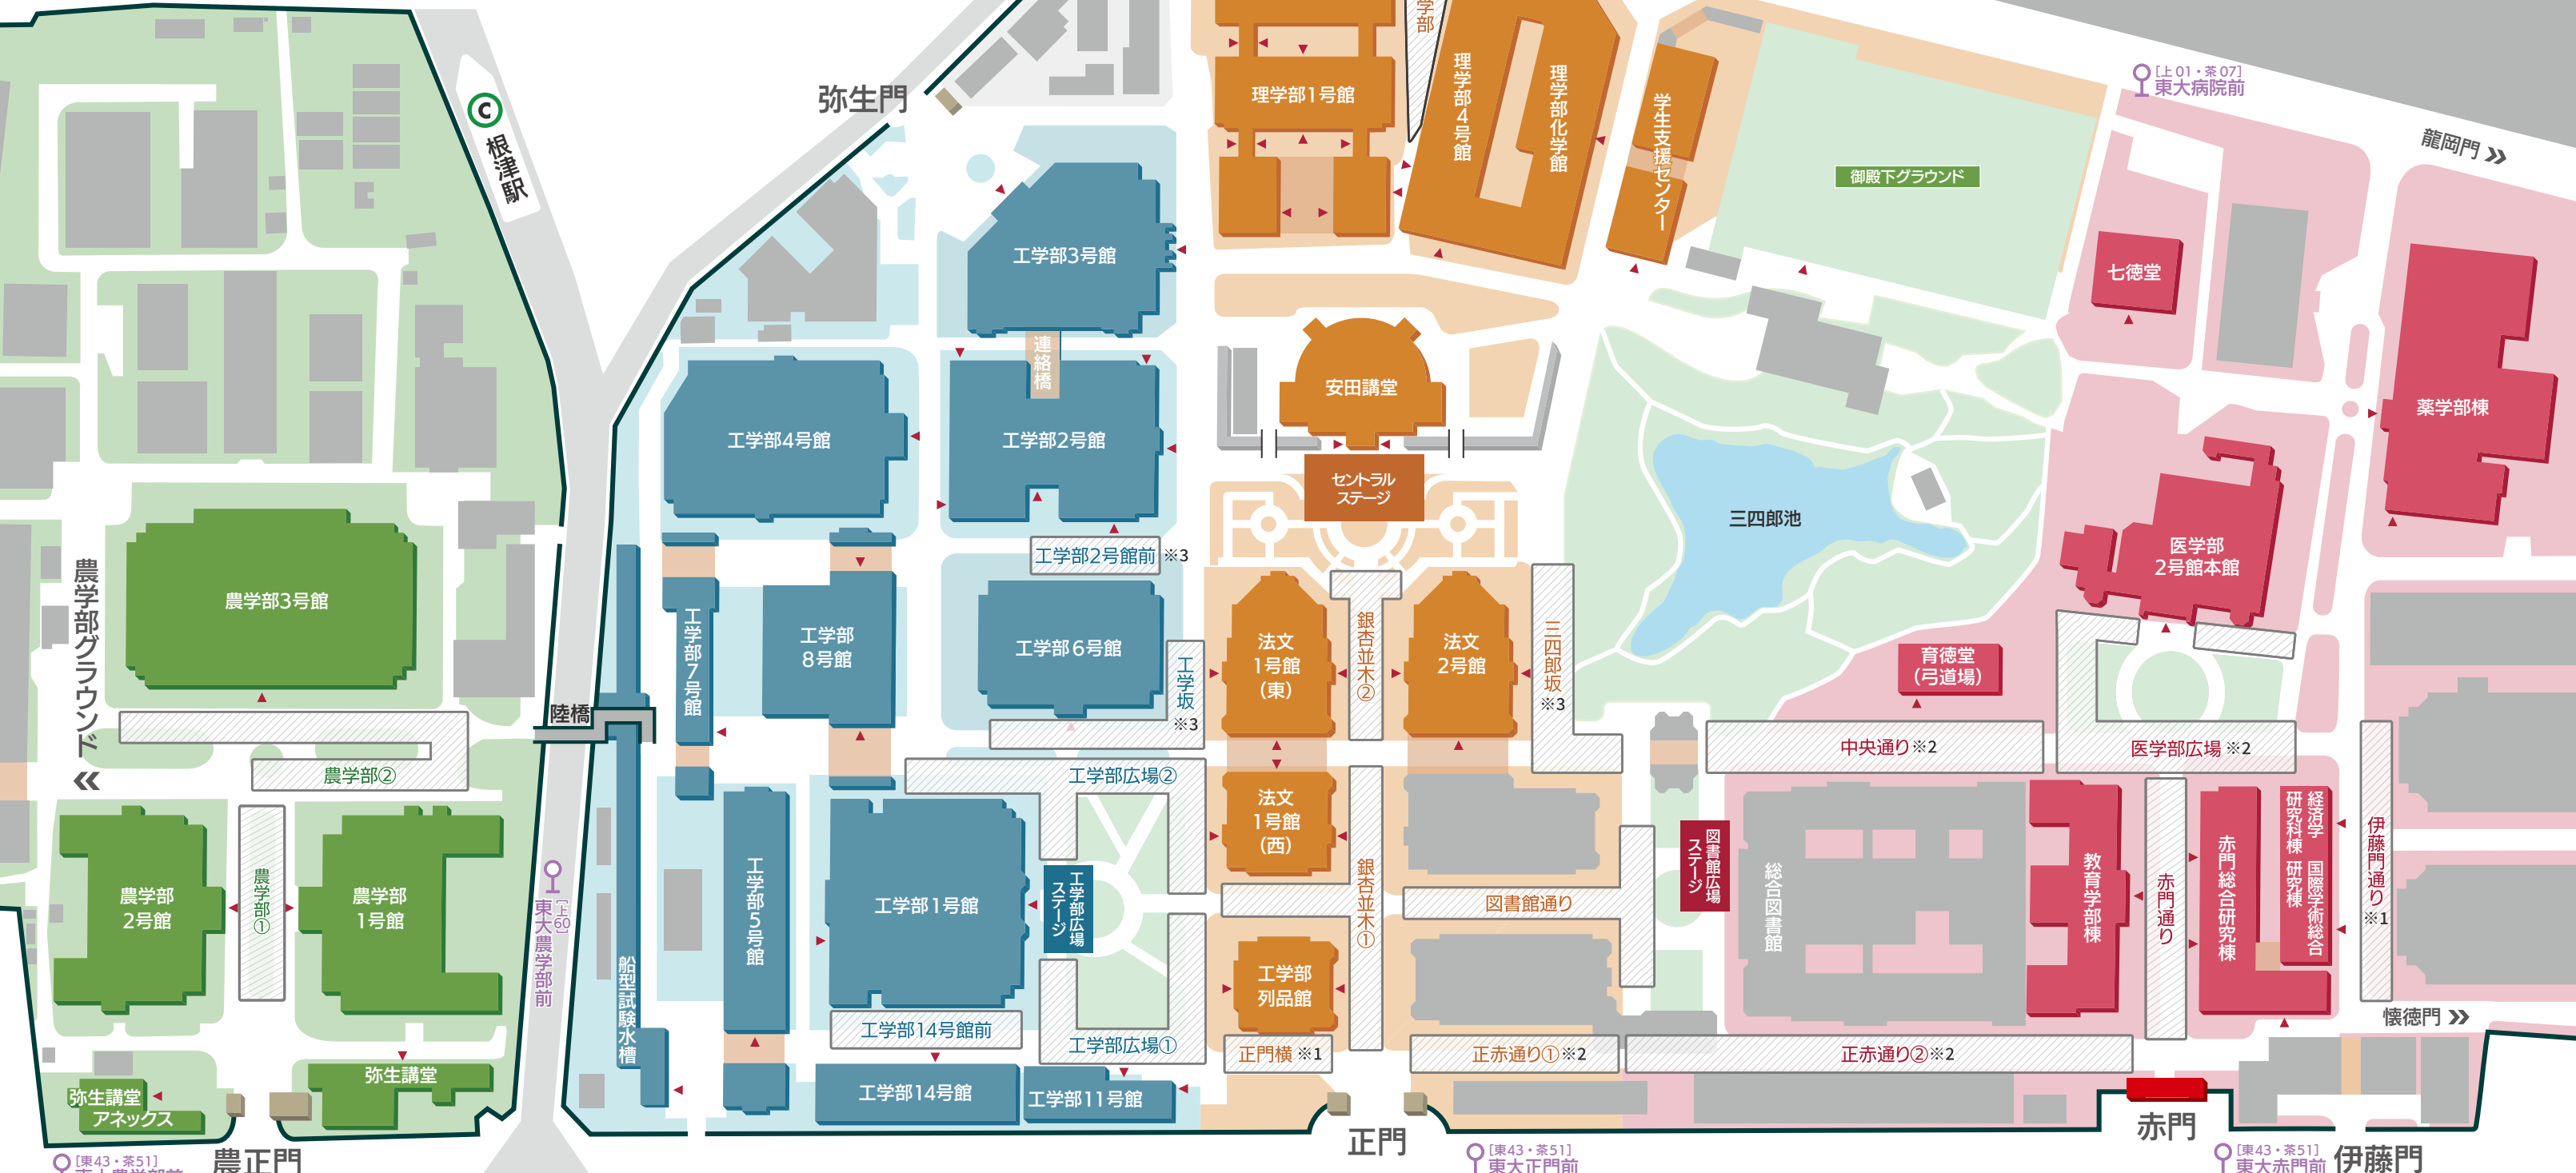 学部
理学部1号館
理学部4号館
理学部化学館
学生支援センター
弥生門
C
根津駅
[上01・茶07]
東大病院前
龍岡門
御殿下グラウンド
七徳堂
薬学部棟
工学部3号館
連絡橋
工学部4号館
工学部2号館
安田講堂
セントラル
ステージ
三四郎池
医学部
2号館本館
工学部2号館前 ※3
農学部グラウンド
農学部3号館
工学部7号館
工学部
8号館
工学部6号館
工学坂
※3
法文
1号館
(東)
銀杏並木②
法文
2号館
三四郎坂
※3
育徳堂
(弓道場)
陸橋
農学部②
工学部広場②
中央通り※2
医学部広場 ※2
法文
1号館
(西)
農学部
2号館
農学部①
農学部
1号館
[上60]
東大農学部前
船型試験水槽
工学部5号館
工学部1号館
工学部広場
ステージ
銀杏並木①
図書館通り
図書館広場
ステージ
総合図書館
教育学部棟
赤門通り
赤門総合研究棟
経済学
研究科棟
国際学術総合
研究棟
伊藤門通り
※1
工学部
列品館
懐徳門
工学部14号館前
工学部広場①
正門横 ※1
正赤通り①※2
正赤通り②※2
弥生講堂
アネックス
弥生講堂
工学部14号館
工学部11号館
農正門
正門
赤門
伊藤門
[東43・茶51]
東大農学部前
[東43・茶51]
東大正門前
[東43・茶51]
東大赤門前